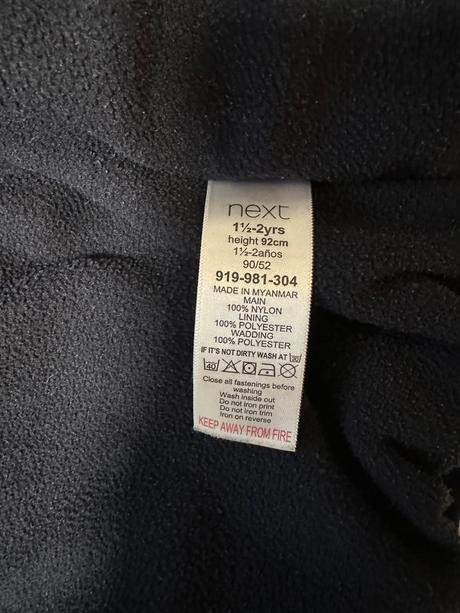 next
1½-2yrs
height 92cm
1½-2años
90/52
919-981-304
MADE IN MYANMAR
MAIN
100% NYLON
LINING
100% POLYESTER
WADDING
100% POLYESTER
IF IT'S NOT DIRTY WASH AT 30
40
Close all fastenings before
washing
Wash inside out
Do not iron print
Do not iron trim
Iron on reverse
KEEP AWAY FROM FIRE